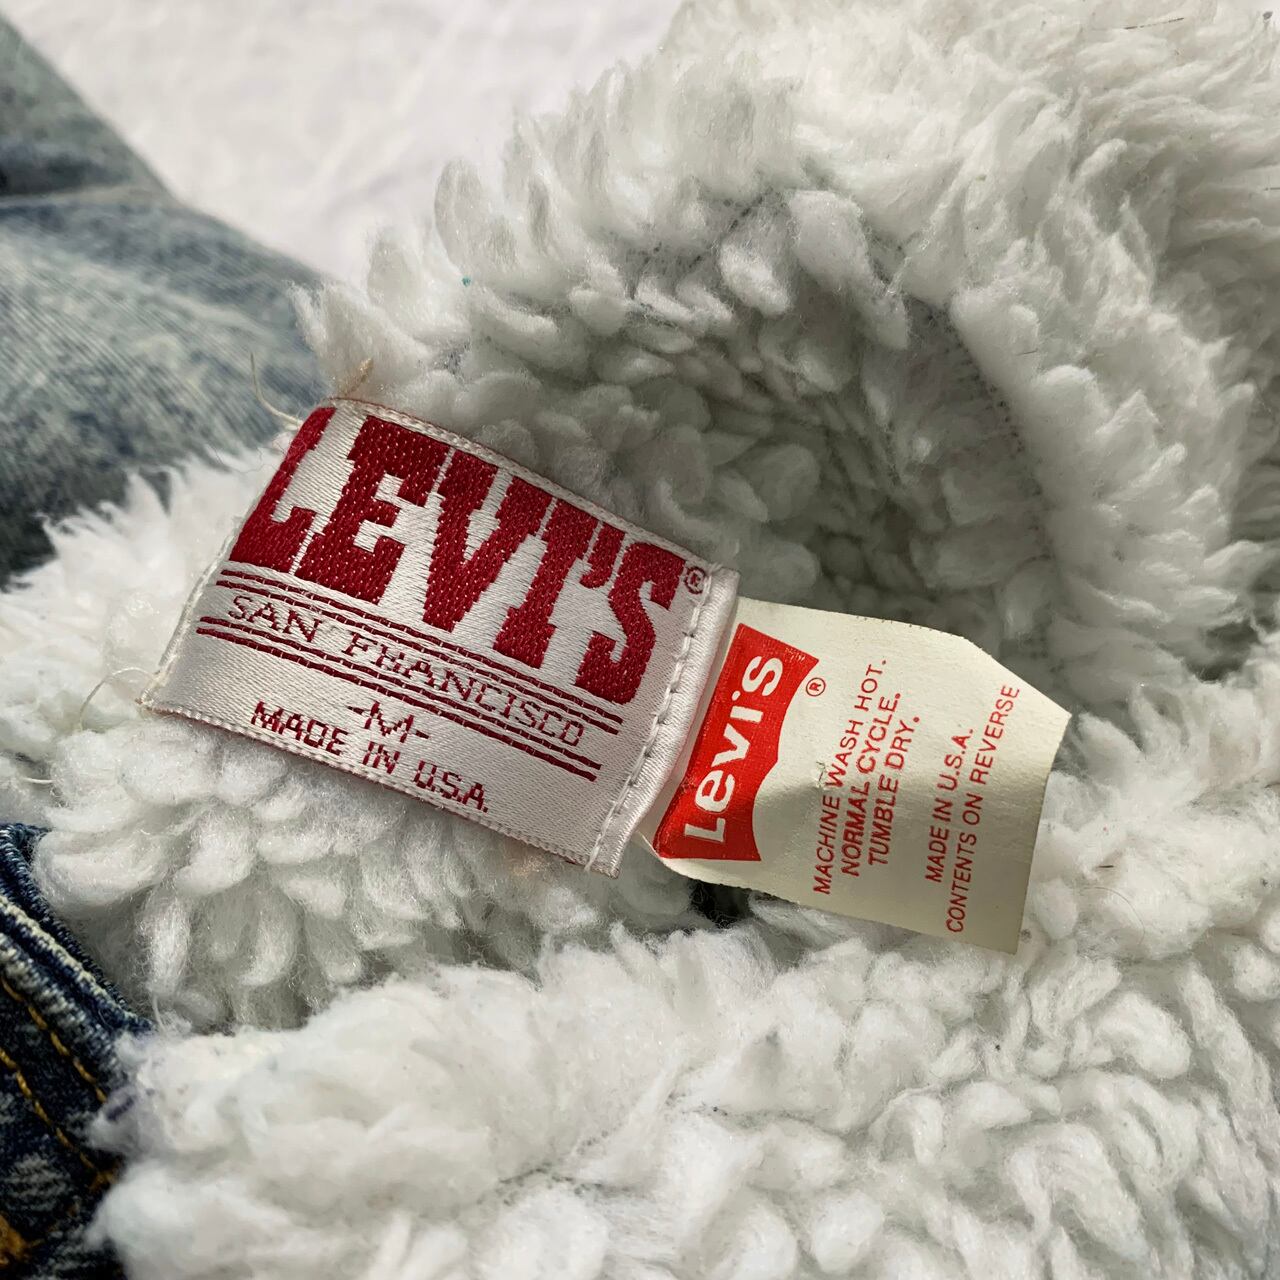 LEVI'S®
SAN FRANCISCO
-M-
MADE IN U.S.A.
Levi's®
MACHINE WASH HOT.
NORMAL CYCLE.
TUMBLE DRY.
MADE IN U.S.A.
CONTENTS ON REVERSE